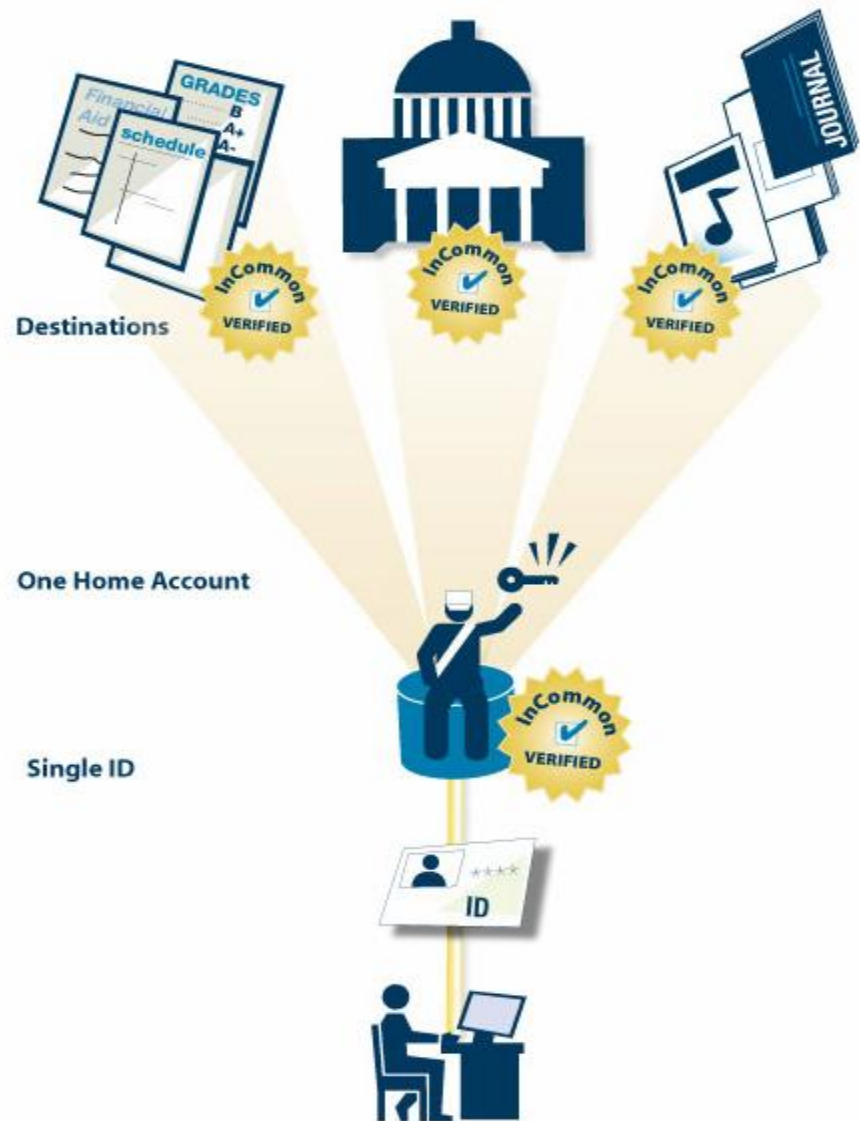 Financial
Aid
GRADES
B
A+
A-
schedule
JOURNAL
InCommon
VERIFIED
InCommon
VERIFIED
InCommon
VERIFIED
Destinations
One Home Account
InCommon
VERIFIED
Single ID
****
ID